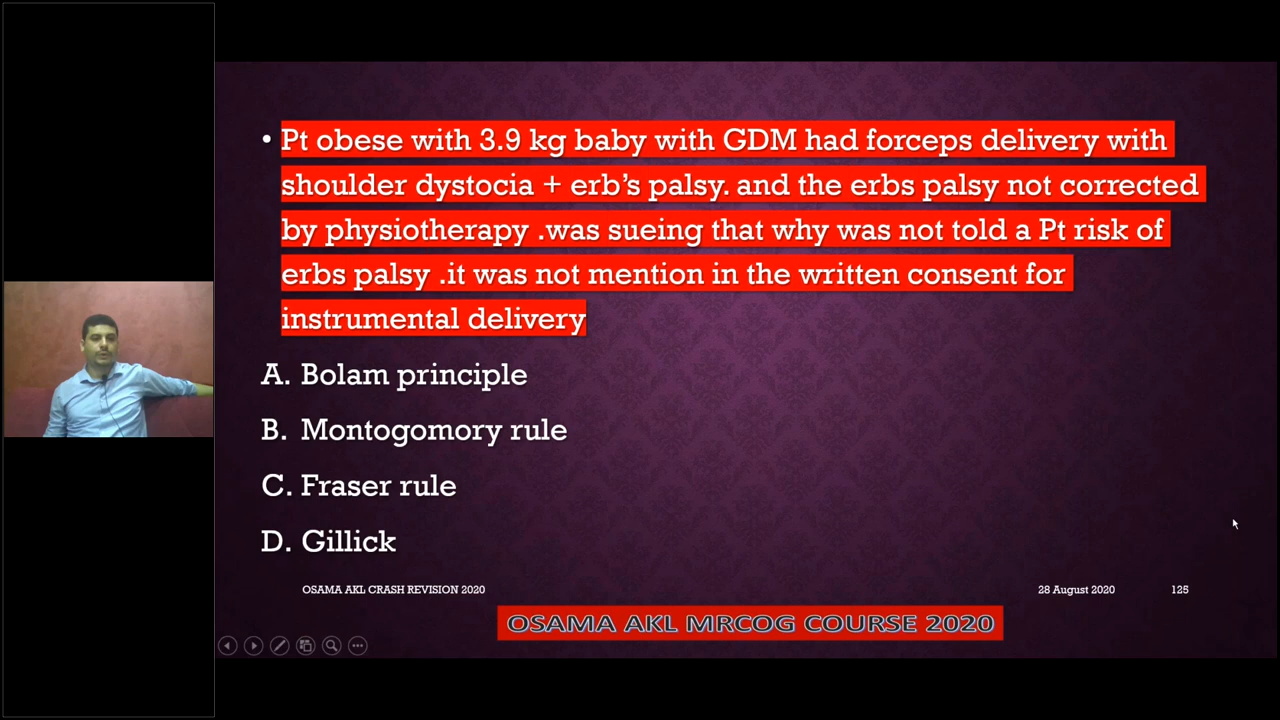 • Pt obese with 3.9 kg baby with GDM had forceps delivery with
shoulder dystocia + erb's palsy. and the erbs palsy not corrected
by physiotherapy .was sueing that why was not told a Pt risk of
erbs palsy .it was not mention in the written consent for
instrumental delivery
A. Bolam principle
B. Montogomory rule
C. Fraser rule
D. Gillick
OSAMA AKL CRASH REVISION 2020
28 August 2020
125
OSAMA AKL MRCOG COURSE 2020